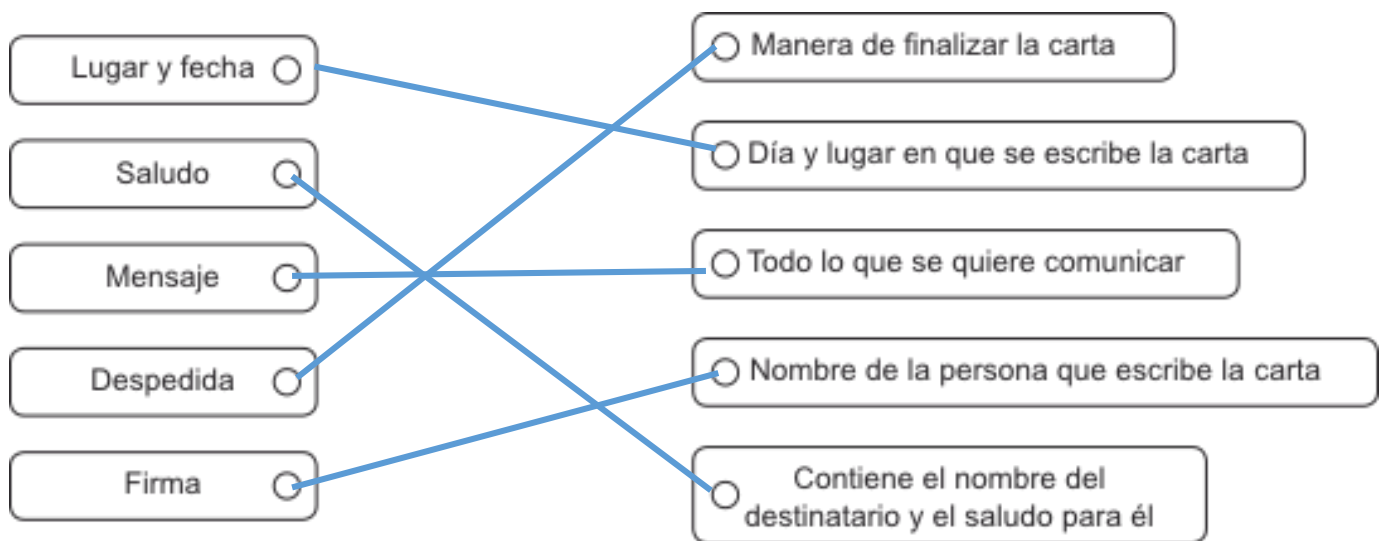 Lugar y fecha
Saludo
Mensaje
Despedida
Firma
Manera de finalizar la carta
Día y lugar en que se escribe la carta
Todo lo que se quiere comunicar
Nombre de la persona que escribe la carta
Contiene el nombre del
destinatario y el saludo para él